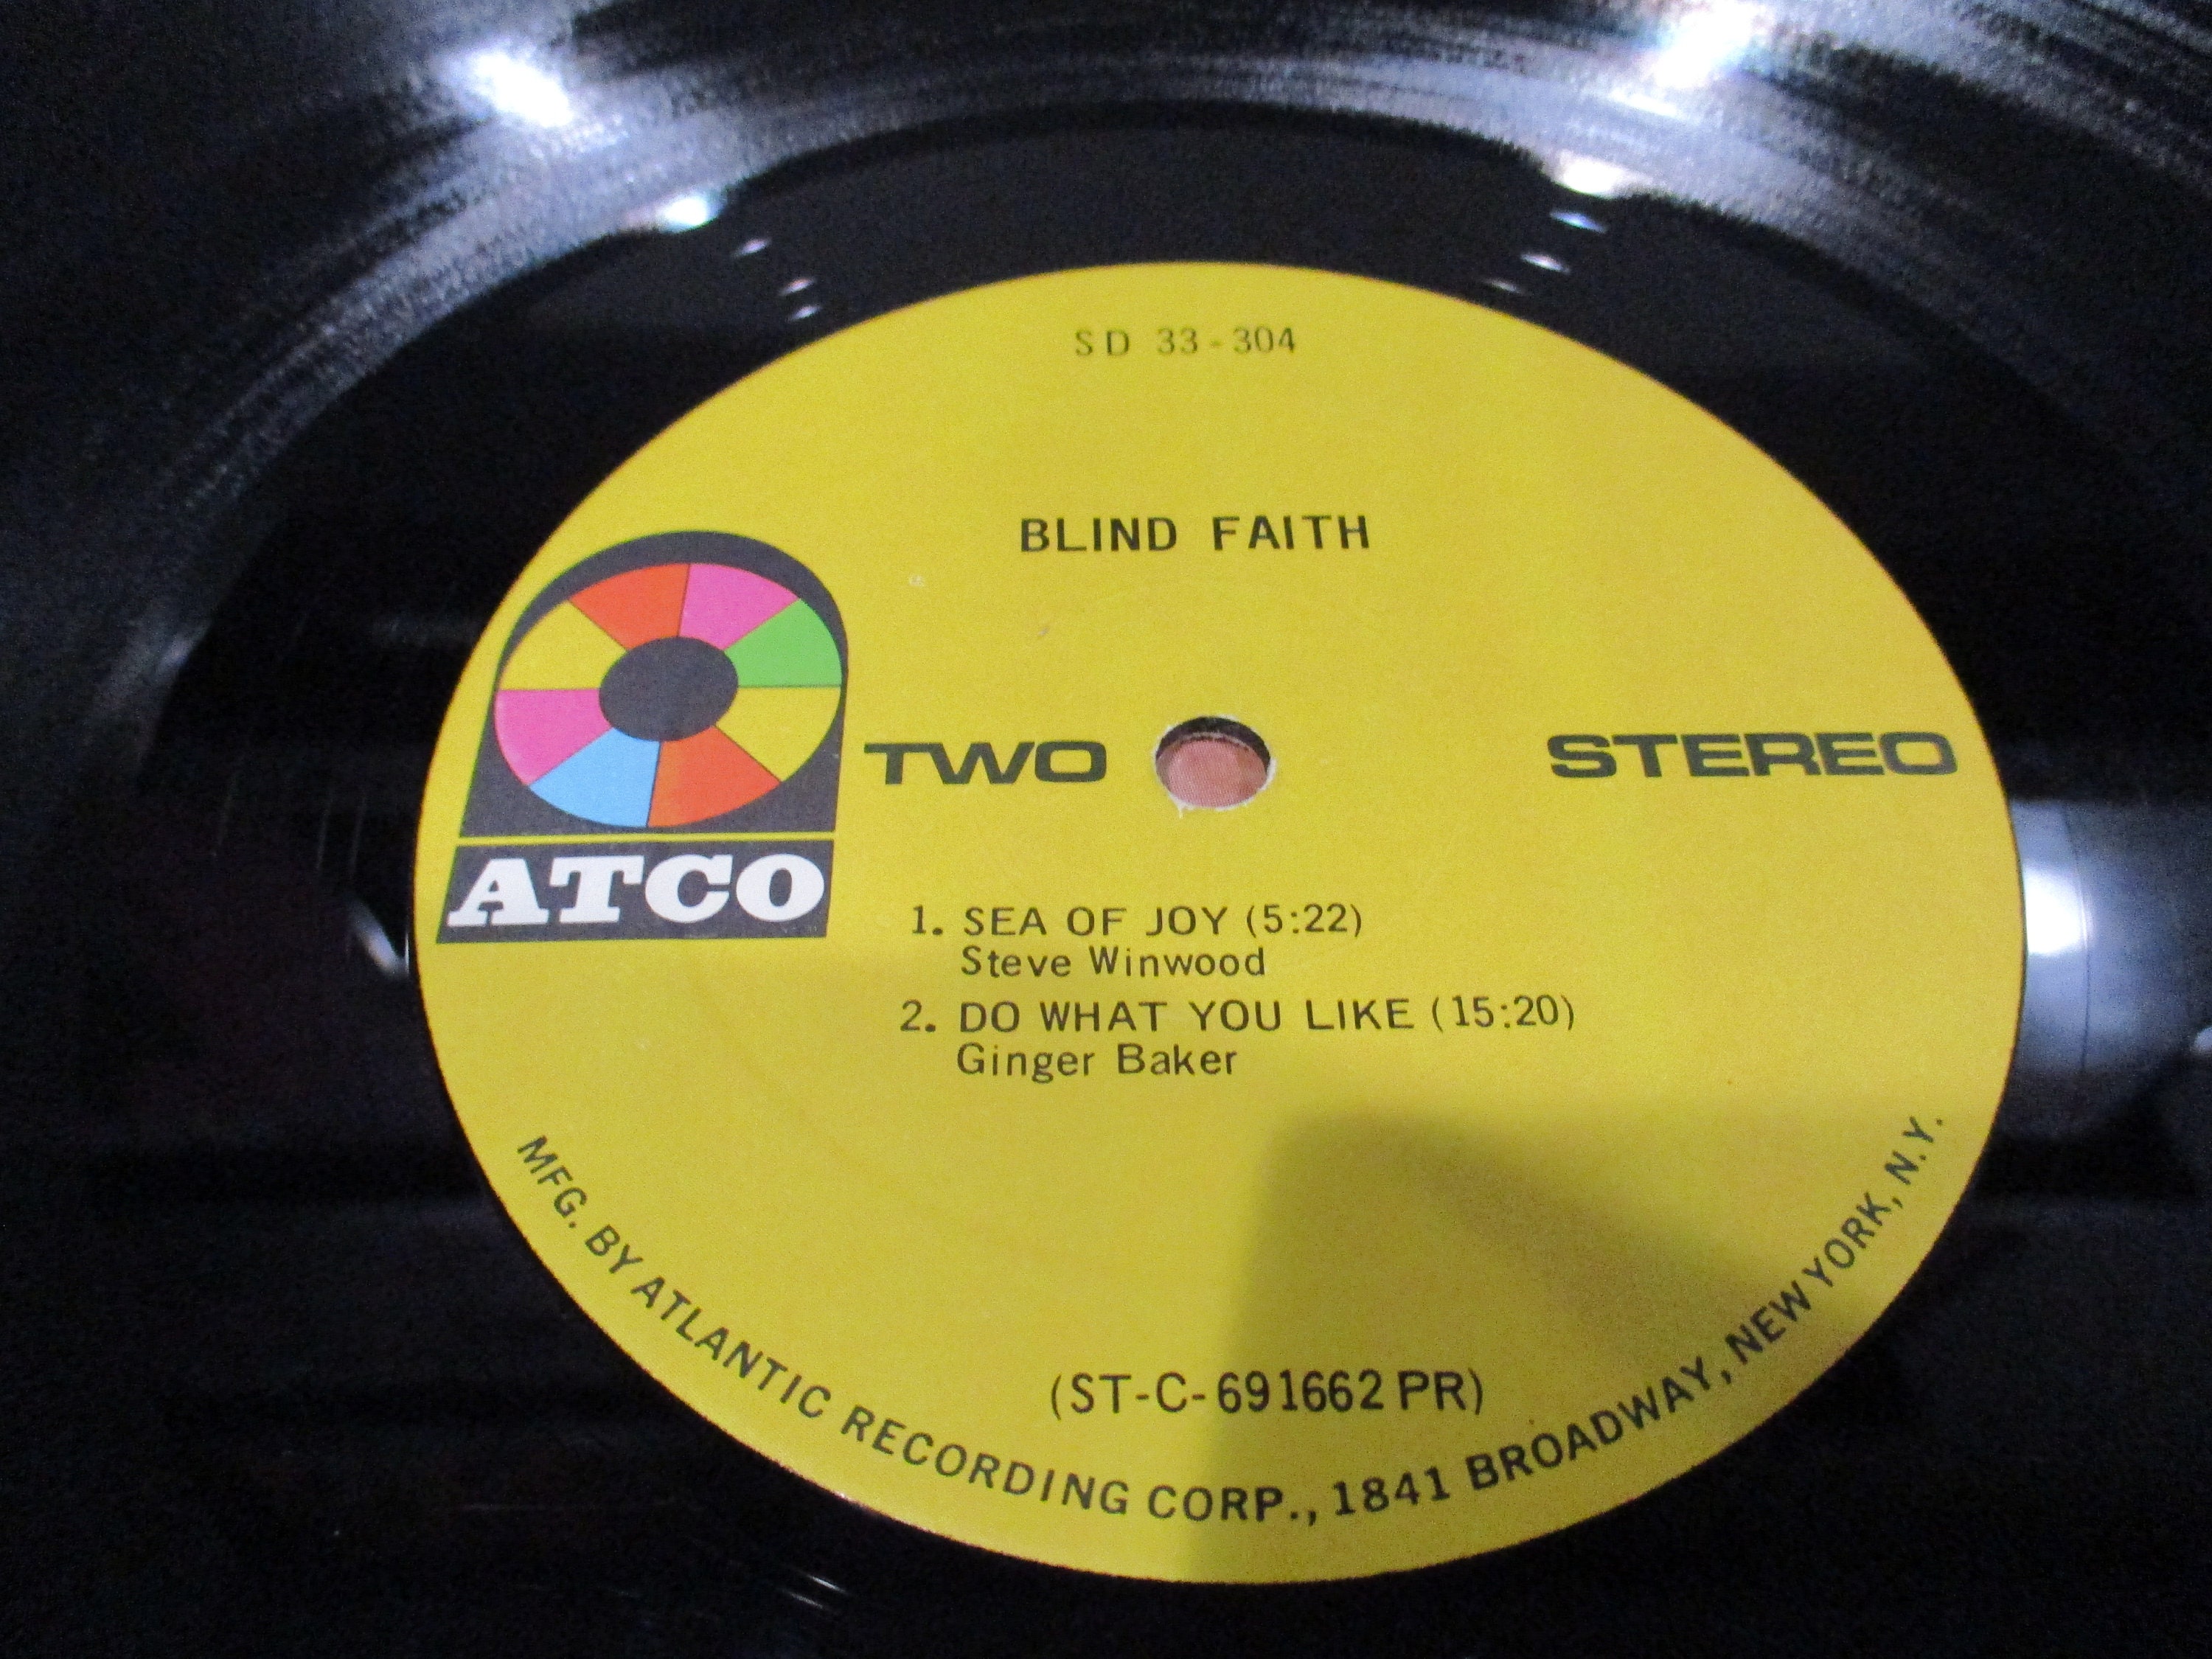 SD 33-304
BLIND FAITH
TWO
STEREO
ATCO
1. SEA OF JOY (5:22)
Steve Winwood
2. DO WHAT YOU LIKE (15:20)
Ginger Baker
(ST-C-691662 PR)
MFG. BY ATLANTIC RECORDING CORP., 1841 BROADWAY, NEW YORK, N.Y.